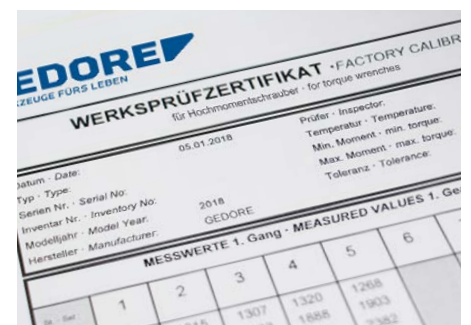 GEDORE
KZEUGE FÜRS LEBEN
WERKSPRÜFZERTIFIKAT · FACTORY CALIBR
für Hochmomentschrauber · for torque wrenches
Datum · Date: 05.01.2018
Typ · Type:
Serien Nr. · Serial No:
Inventar Nr. · Inventory No:
Modelljahr · Model Year: 2018
Hersteller · Manufacturer: GEDORE
Prüfer · Inspector:
Temperatur · Temperature:
Min. Moment · min. torque:
Max. Moment · max. torque:
Toleranz · Tolerance:
MESSWERTE 1. Gang · MEASURED VALUES 1. Ge
1 2 3 4 5 6
1307 1320 1268
1888 1903
2382